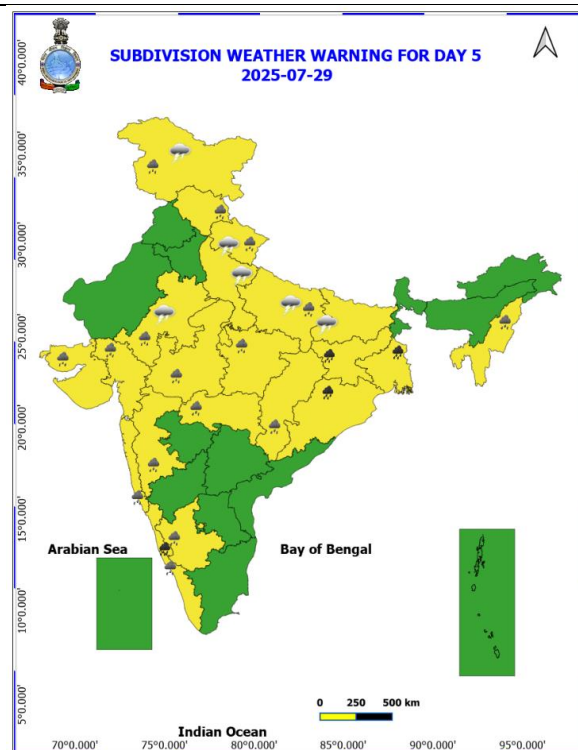 SUBDIVISION WEATHER WARNING FOR DAY 5
2025-07-29
40°0.000'
35°0.000'
30°0.000'
25°0.000'
20°0.000'
15°0.000'
10°0.000'
5°0.000'
Arabian Sea
Bay of Bengal
0 250 500 km
Indian Ocean
70°0.000' 75°0.000' 80°0.000' 85°0.000' 90°0.000' 95°0.000'